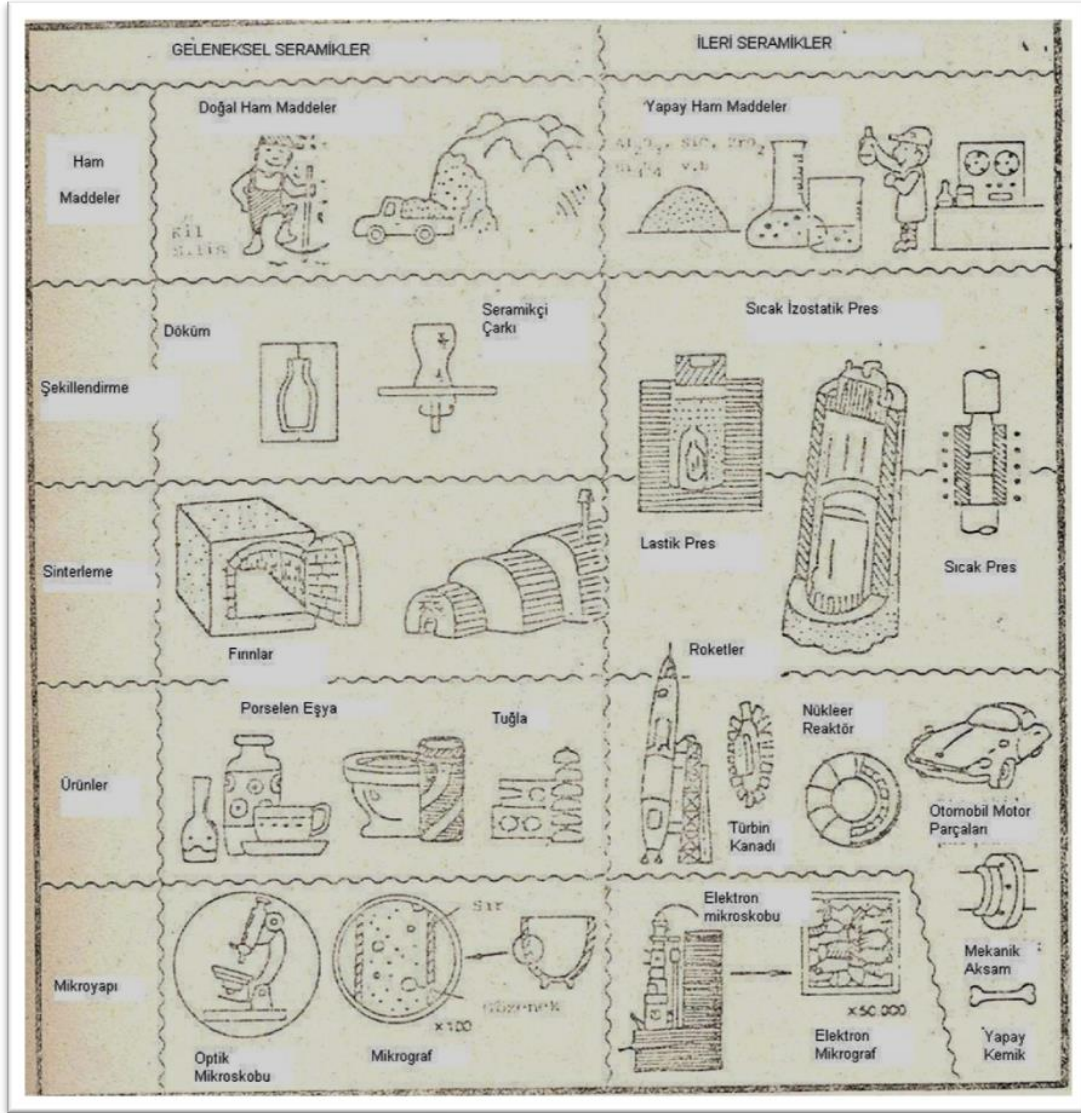 GELENEKSEL SERAMİKLER
İLERİ SERAMİKLER
Ham
Maddeler
Doğal Ham Maddeler
Kil
Yapay Ham Maddeler
Al₂O₃, SiC, ZrO₂
v.b
Şekillendirme
Döküm
Seramikçi
Çarkı
Sıcak İzostatik Pres
Lastik Pres
Sıcak Pres
Sinterleme
Fırınlar
Ürünler
Porselen Eşya
Tuğla
Roketler
Türbin
Kanadı
Nükleer
Reaktör
Otomobil Motor
Parçaları
Mekanik
Aksam
Yapay
Kemik
Mikroyapı
Optik
Mikroskobu
Sır
Gözenek
x100
Mikrograf
Elektron
mikroskobu
x50.000
Elektron
Mikrograf